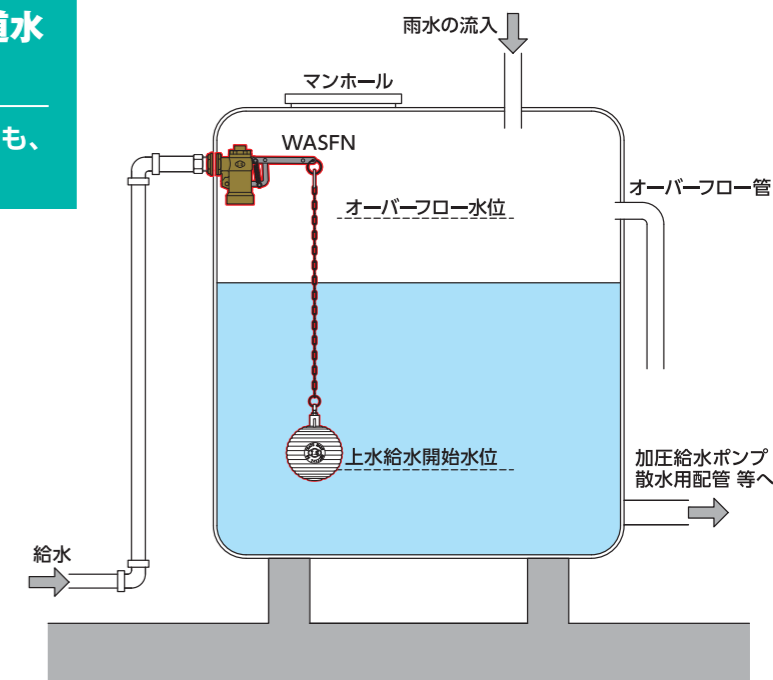 道水
も、
雨水の流入
マンホール
WASFN
オーバーフロー管
オーバーフロー水位
上水給水開始水位
加圧給水ポンプ
散水用配管 等へ
給水